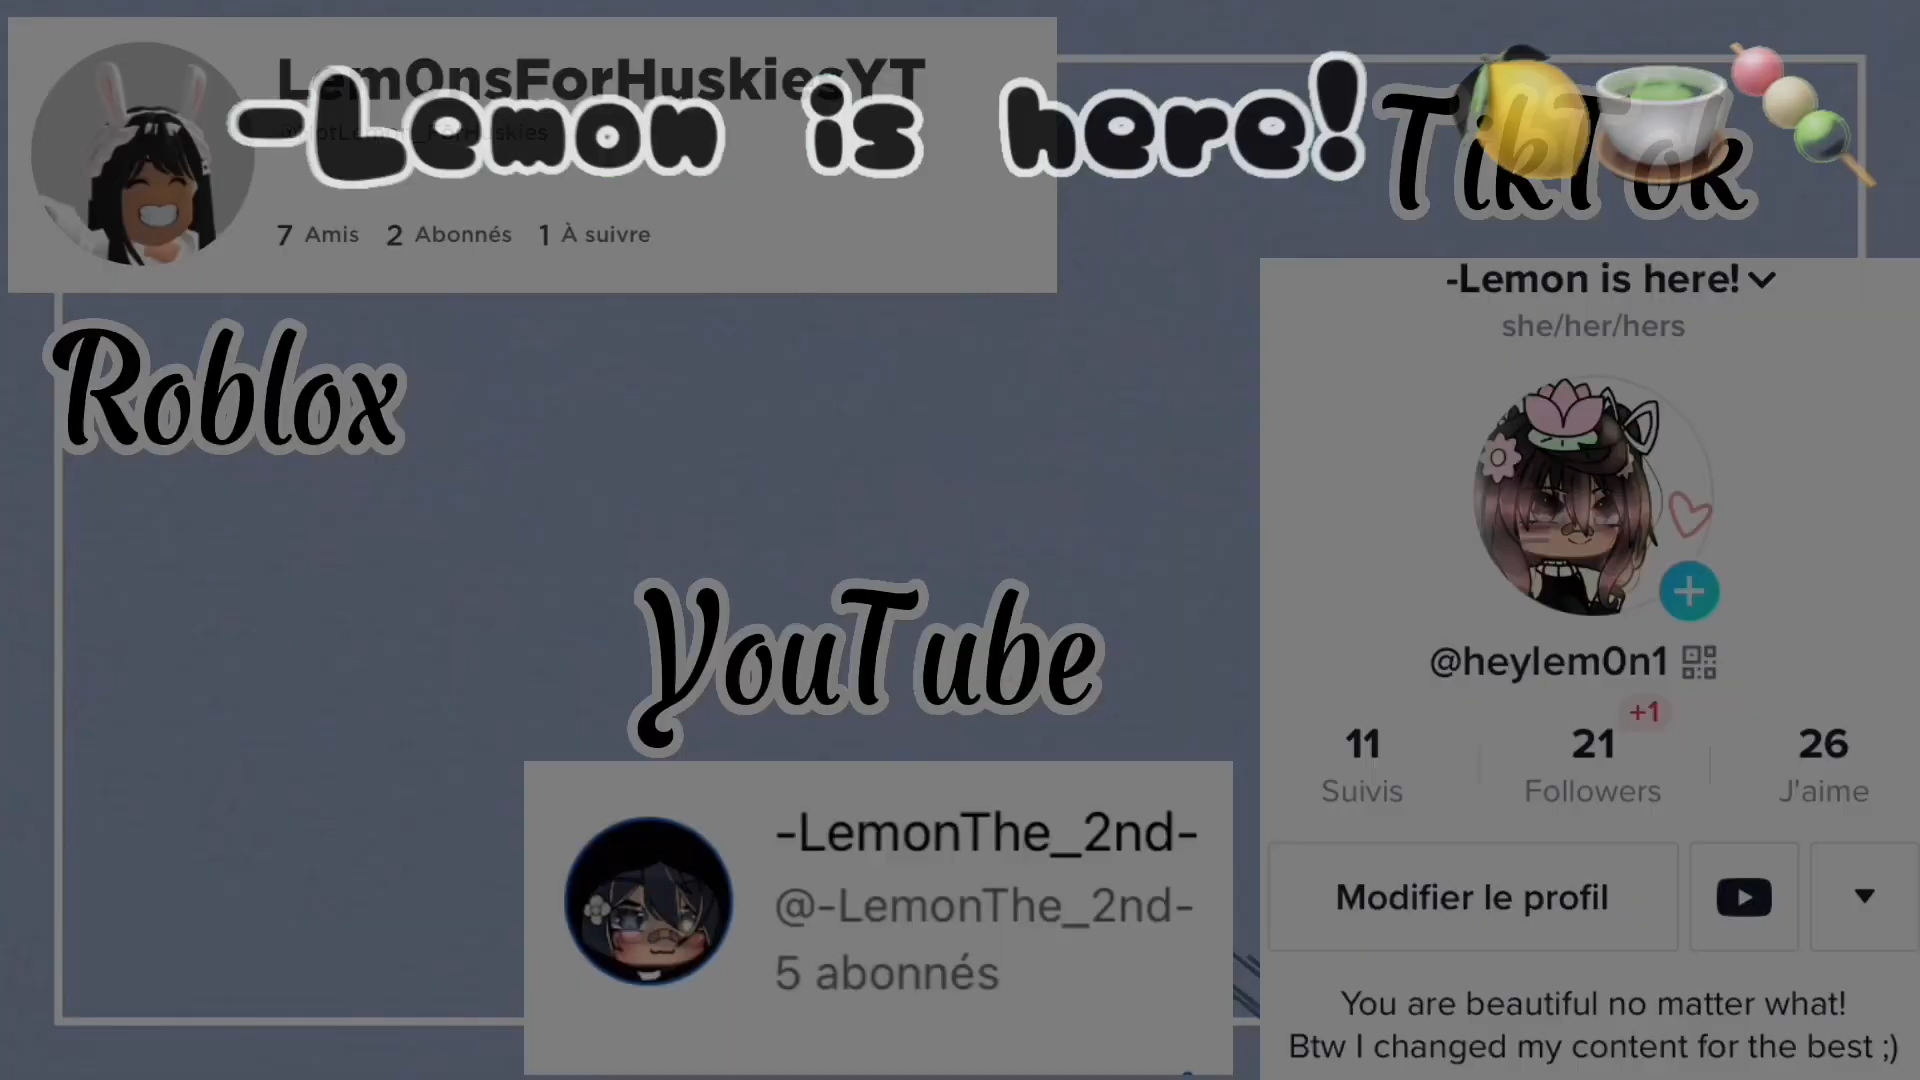 Lem0nsForHuskiesYT
-Lemon is here!
7 Amis 2 Abonnés 1 À suivre
TikTok
Roblox
-Lemon is here!
she/her/hers
@heylem0n1
+1
11 21 26
Suivis Followers J'aime
Modifier le profil
You are beautiful no matter what!
Btw I changed my content for the best ;)
YouTube
-LemonThe_2nd-
@-LemonThe_2nd-
5 abonnés